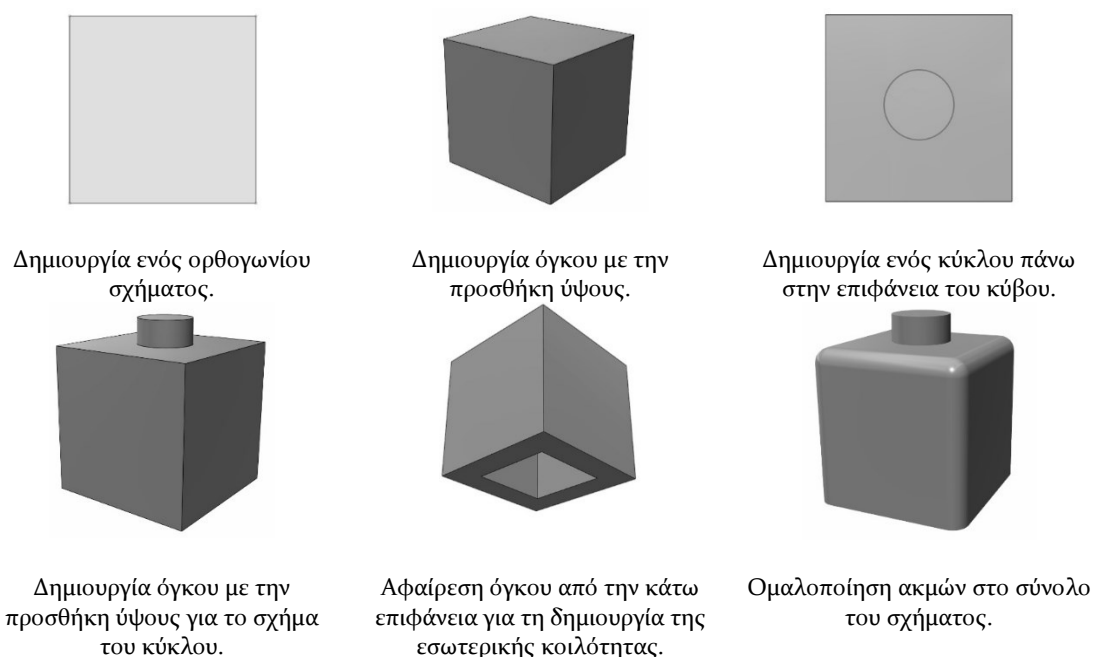 Δημιουργία ενός ορθογωνίου
σχήματος.
Δημιουργία όγκου με την
προσθήκη ύψους.
Δημιουργία ενός κύκλου πάνω
στην επιφάνεια του κύβου.
Δημιουργία όγκου με την
προσθήκη ύψους για το σχήμα
του κύκλου.
Αφαίρεση όγκου από την κάτω
επιφάνεια για τη δημιουργία της
εσωτερικής κοιλότητας.
Ομαλοποίηση ακμών στο σύνολο
του σχήματος.